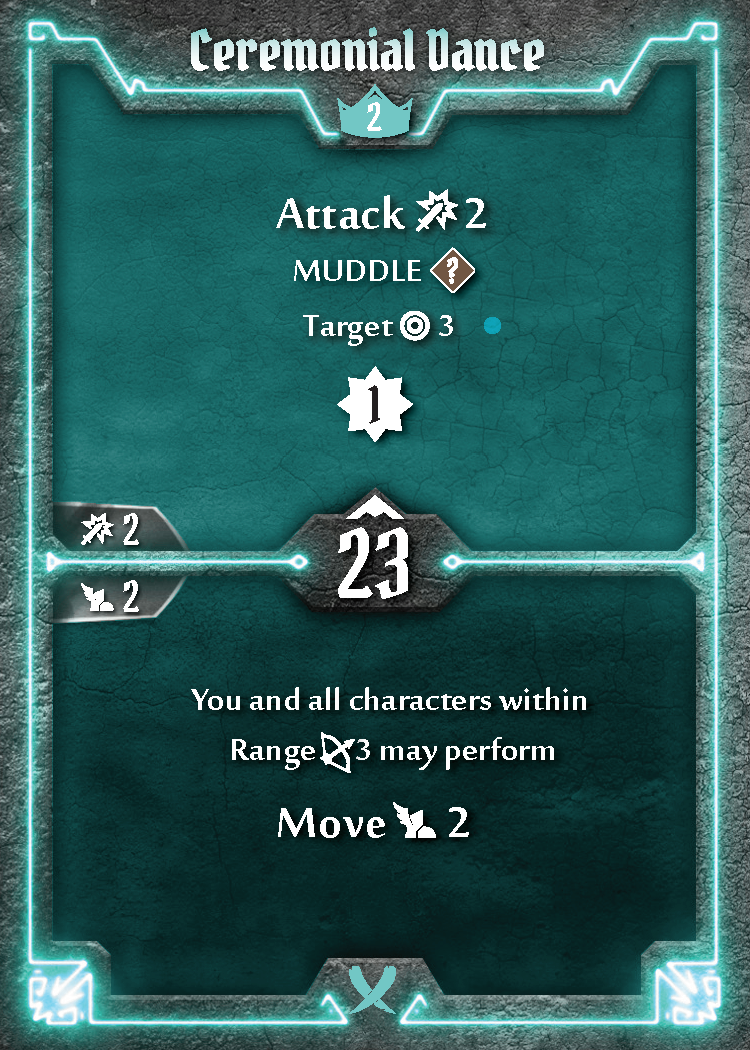 Ceremonial Dance
2
Attack 2
MUDDLE ?
Target 3
1
2
23
2
You and all characters within
Range 3 may perform
Move 2